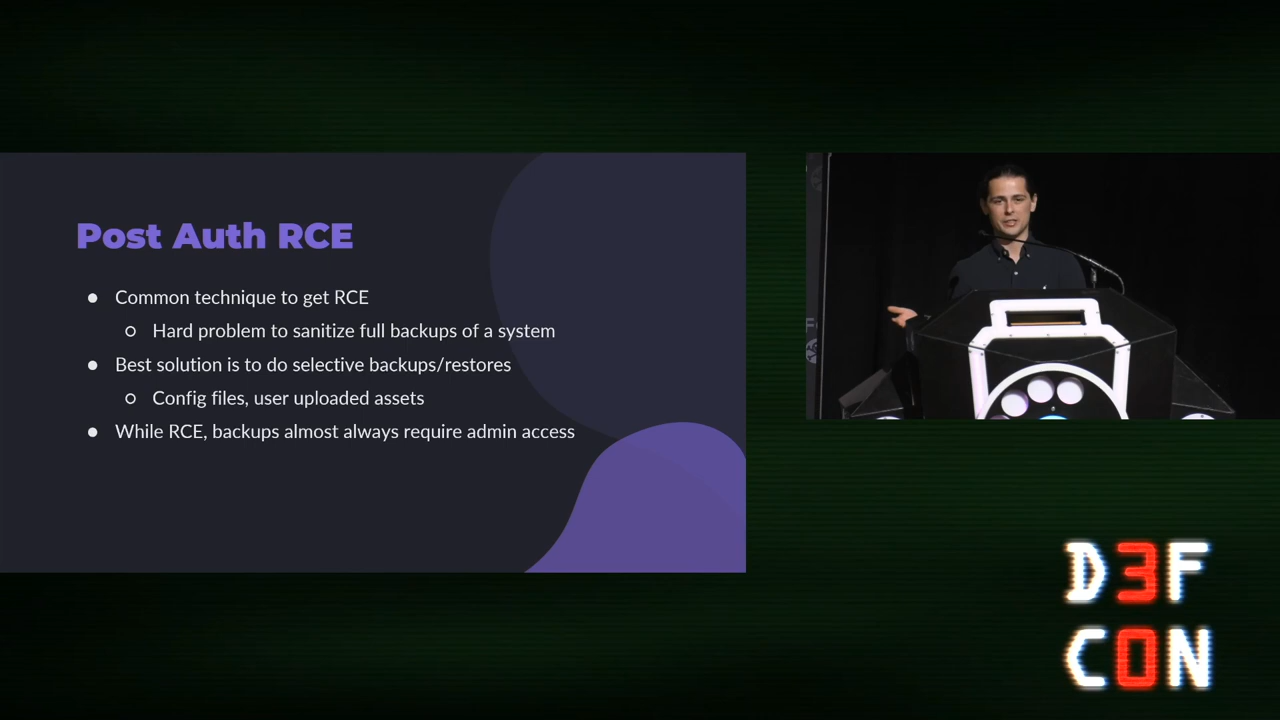 Post Auth RCE
● Common technique to get RCE
○ Hard problem to sanitize full backups of a system
● Best solution is to do selective backups/restores
○ Config files, user uploaded assets
● While RCE, backups almost always require admin access
D3F
C0N